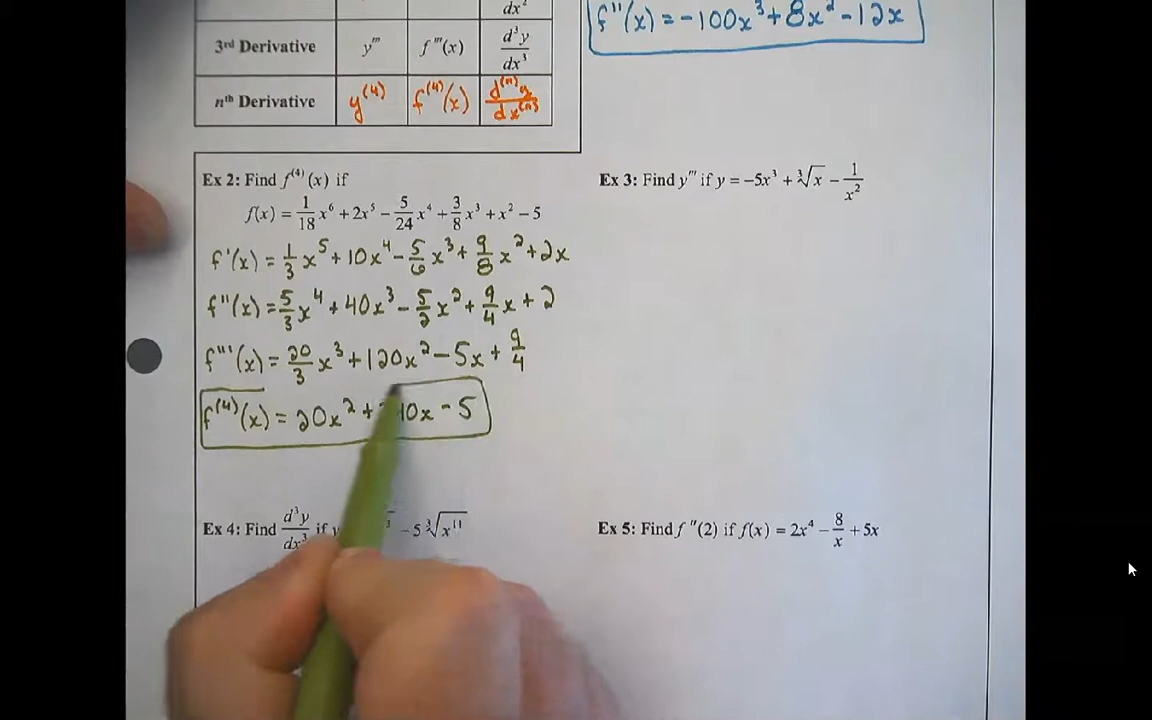 dx²
f''(x) = -100x³ + 8x² - 12x
3rd Derivative y''' f '''(x) d³y/dx³
nth Derivative y⁽⁴⁾ f⁽⁴⁾(x) d⁽ⁿ⁾y/dx⁽ⁿ⁾
Ex 2: Find f⁽⁴⁾(x) if
f(x) = 1/18 x⁶ + 2x⁵ - 5/24 x⁴ + 3/8 x³ + x² - 5
f'(x) = 1/3 x⁵ + 10x⁴ - 5/6 x³ + 9/8 x² + 2x
f''(x) = 5/3 x⁴ + 40x³ - 5/2 x² + 9/4 x + 2
f'''(x) = 20/3 x³ + 120x² - 5x + 9/4
f⁽⁴⁾(x) = 20x² + 40x - 5
Ex 3: Find y''' if y = -5x³ + ∛x - 1/x²
Ex 4: Find d³y/dx³ if y 3 - 5∛x¹¹
Ex 5: Find f ''(2) if f(x) = 2x⁴ - 8/x + 5x